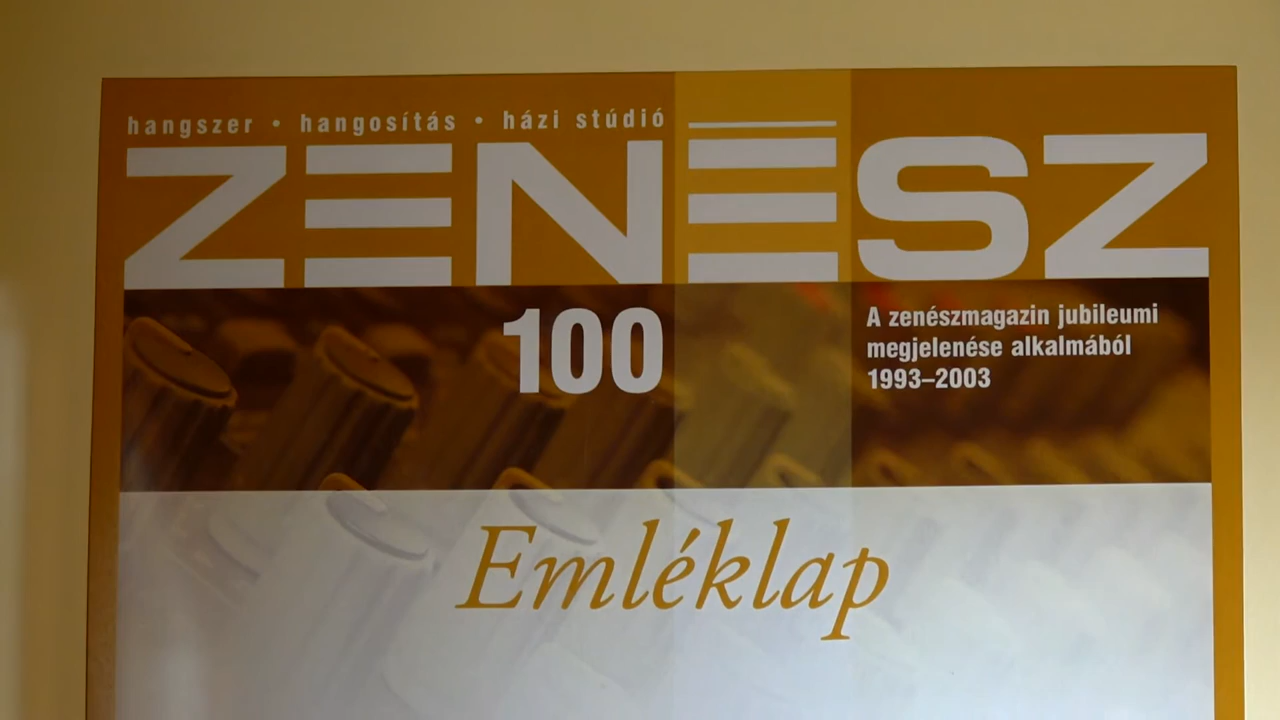 hangszer • hangosítás • házi stúdió
ZENÉSZ
100
A zenészmagazin jubileumi
megjelenése alkalmából
1993–2003
Emléklap